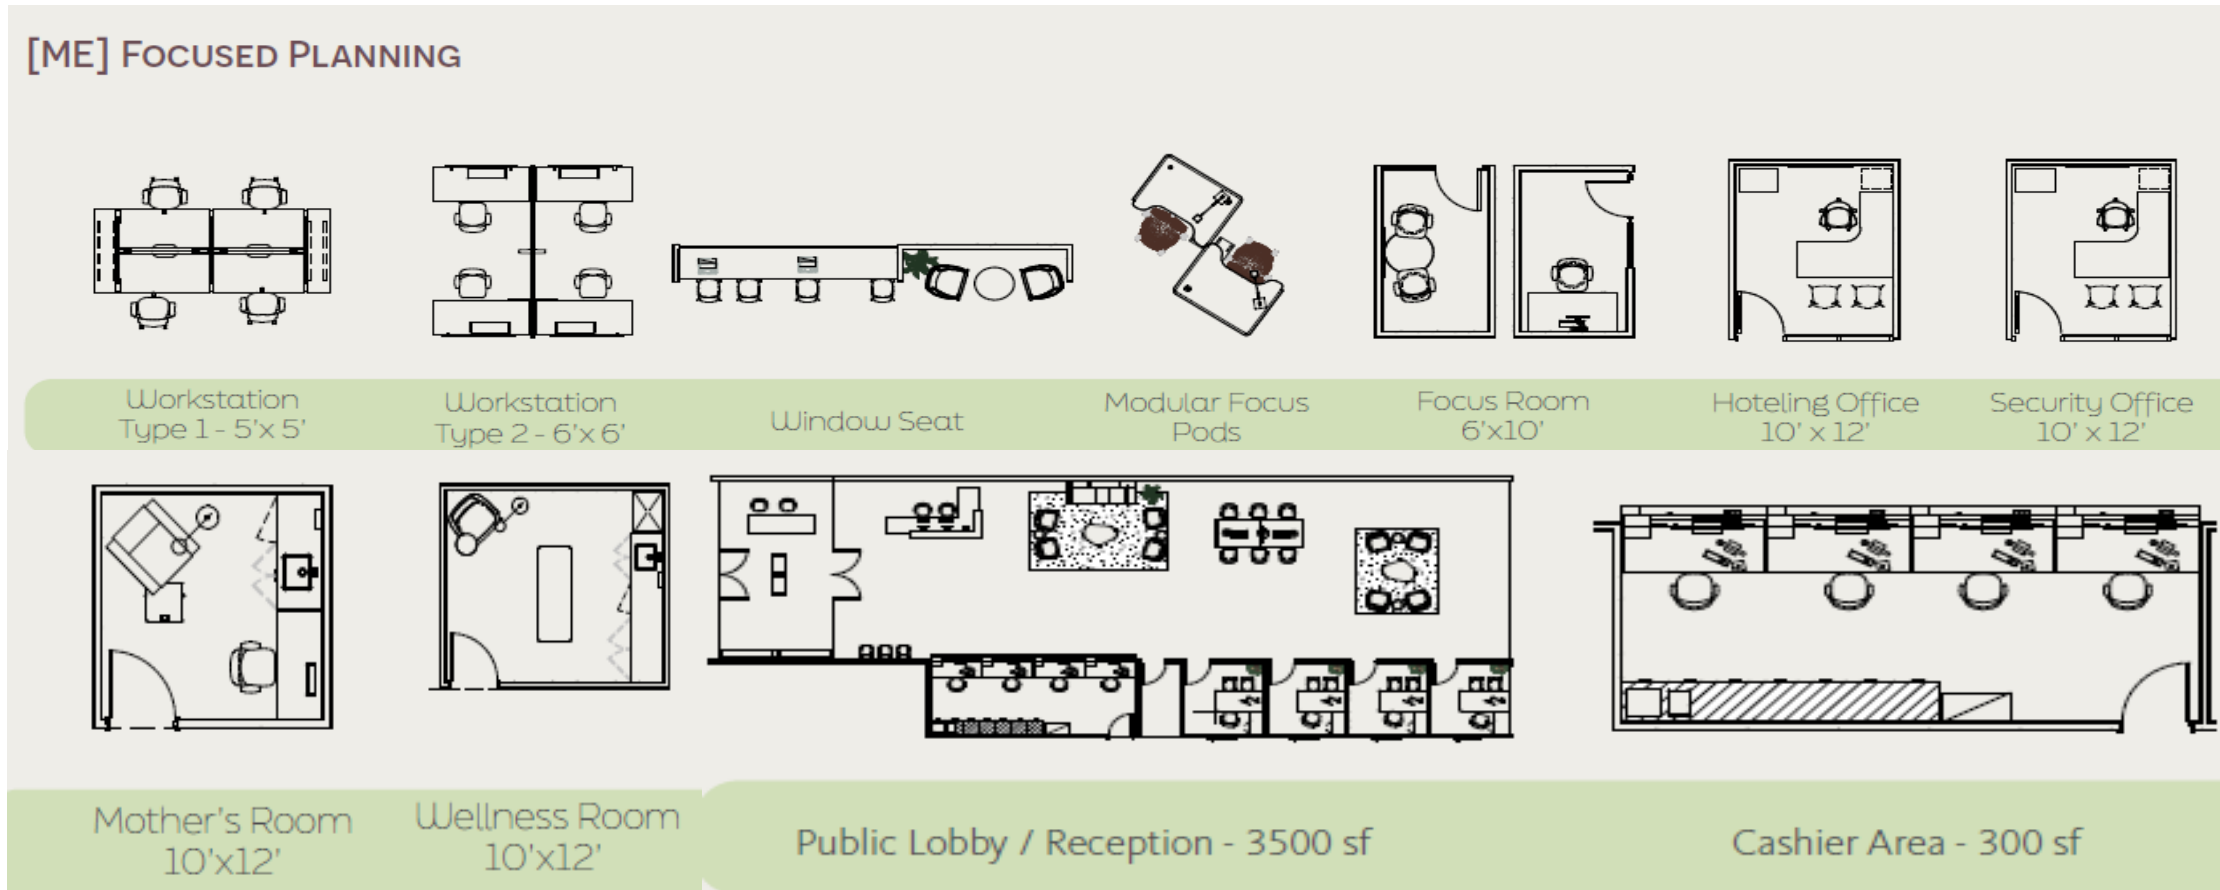 [ME] FOCUSED PLANNING
Workstation
Type 1 - 5'x 5'
Workstation
Type 2 - 6'x 6'
Window Seat
Modular Focus
Pods
Focus Room
6'x10'
Hoteling Office
10' x 12'
Security Office
10' x 12'
Mother's Room
10'x12'
Wellness Room
10'x12'
Public Lobby / Reception - 3500 sf
Cashier Area - 300 sf